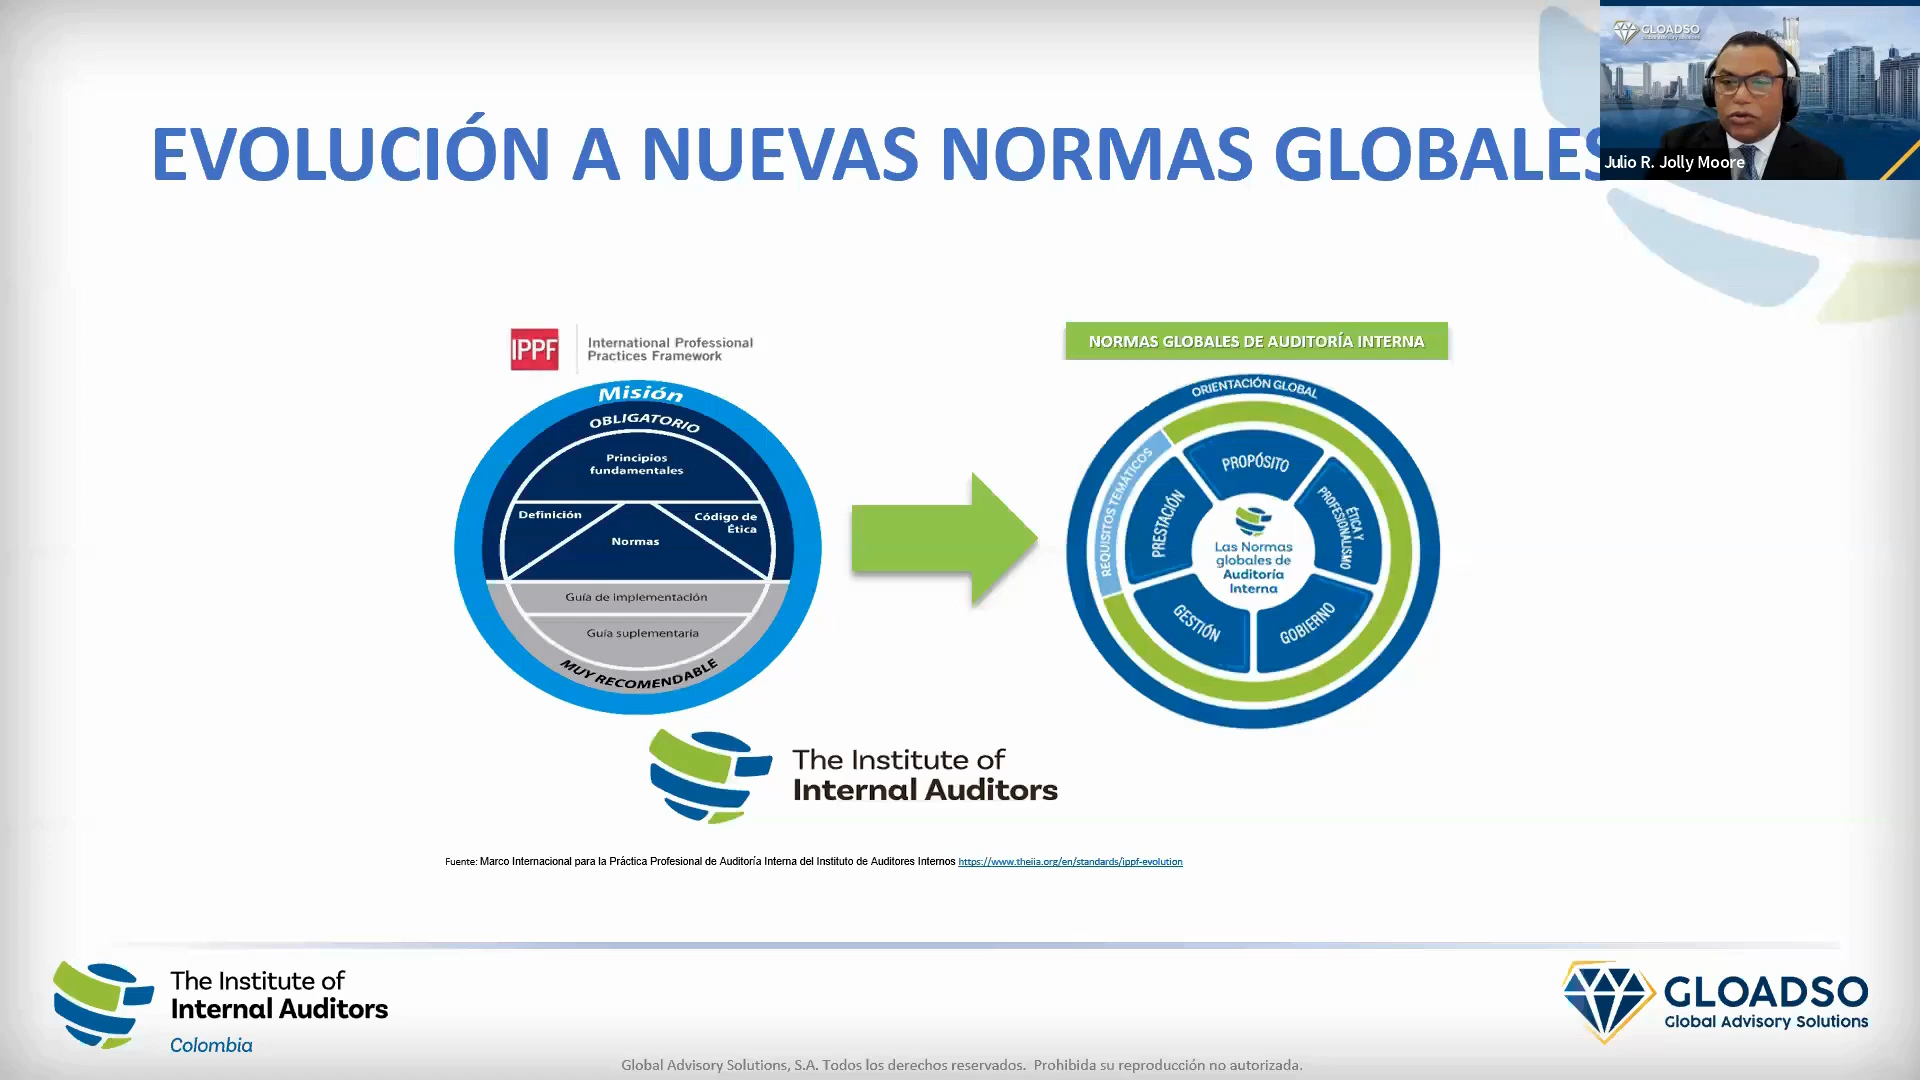 GLOADSO
Julio R. Jolly Moore
EVOLUCIÓN A NUEVAS NORMAS GLOBALES
IPPF
International Professional
Practices Framework
Misión
OBLIGATORIO
Principios
fundamentales
Definición
Código de
Ética
Normas
Guía de implementación
Guía suplementaria
MUY RECOMENDABLE
NORMAS GLOBALES DE AUDITORÍA INTERNA
ORIENTACIÓN GLOBAL
REQUISITOS TEMÁTICOS
PROPÓSITO
ÉTICA Y
PROFESIONALISMO
PRESTACIÓN
GESTIÓN
GOBIERNO
Las Normas
globales de
Auditoría
Interna
The Institute of
Internal Auditors
Fuente: Marco Internacional para la Práctica Profesional de Auditoría Interna del Instituto de Auditores Internos https://www.theiia.org/en/standards/ippf-evolution
The Institute of
Internal Auditors
Colombia
GLOADSO
Global Advisory Solutions
Global Advisory Solutions, S.A. Todos los derechos reservados. Prohibida su reproducción no autorizada.